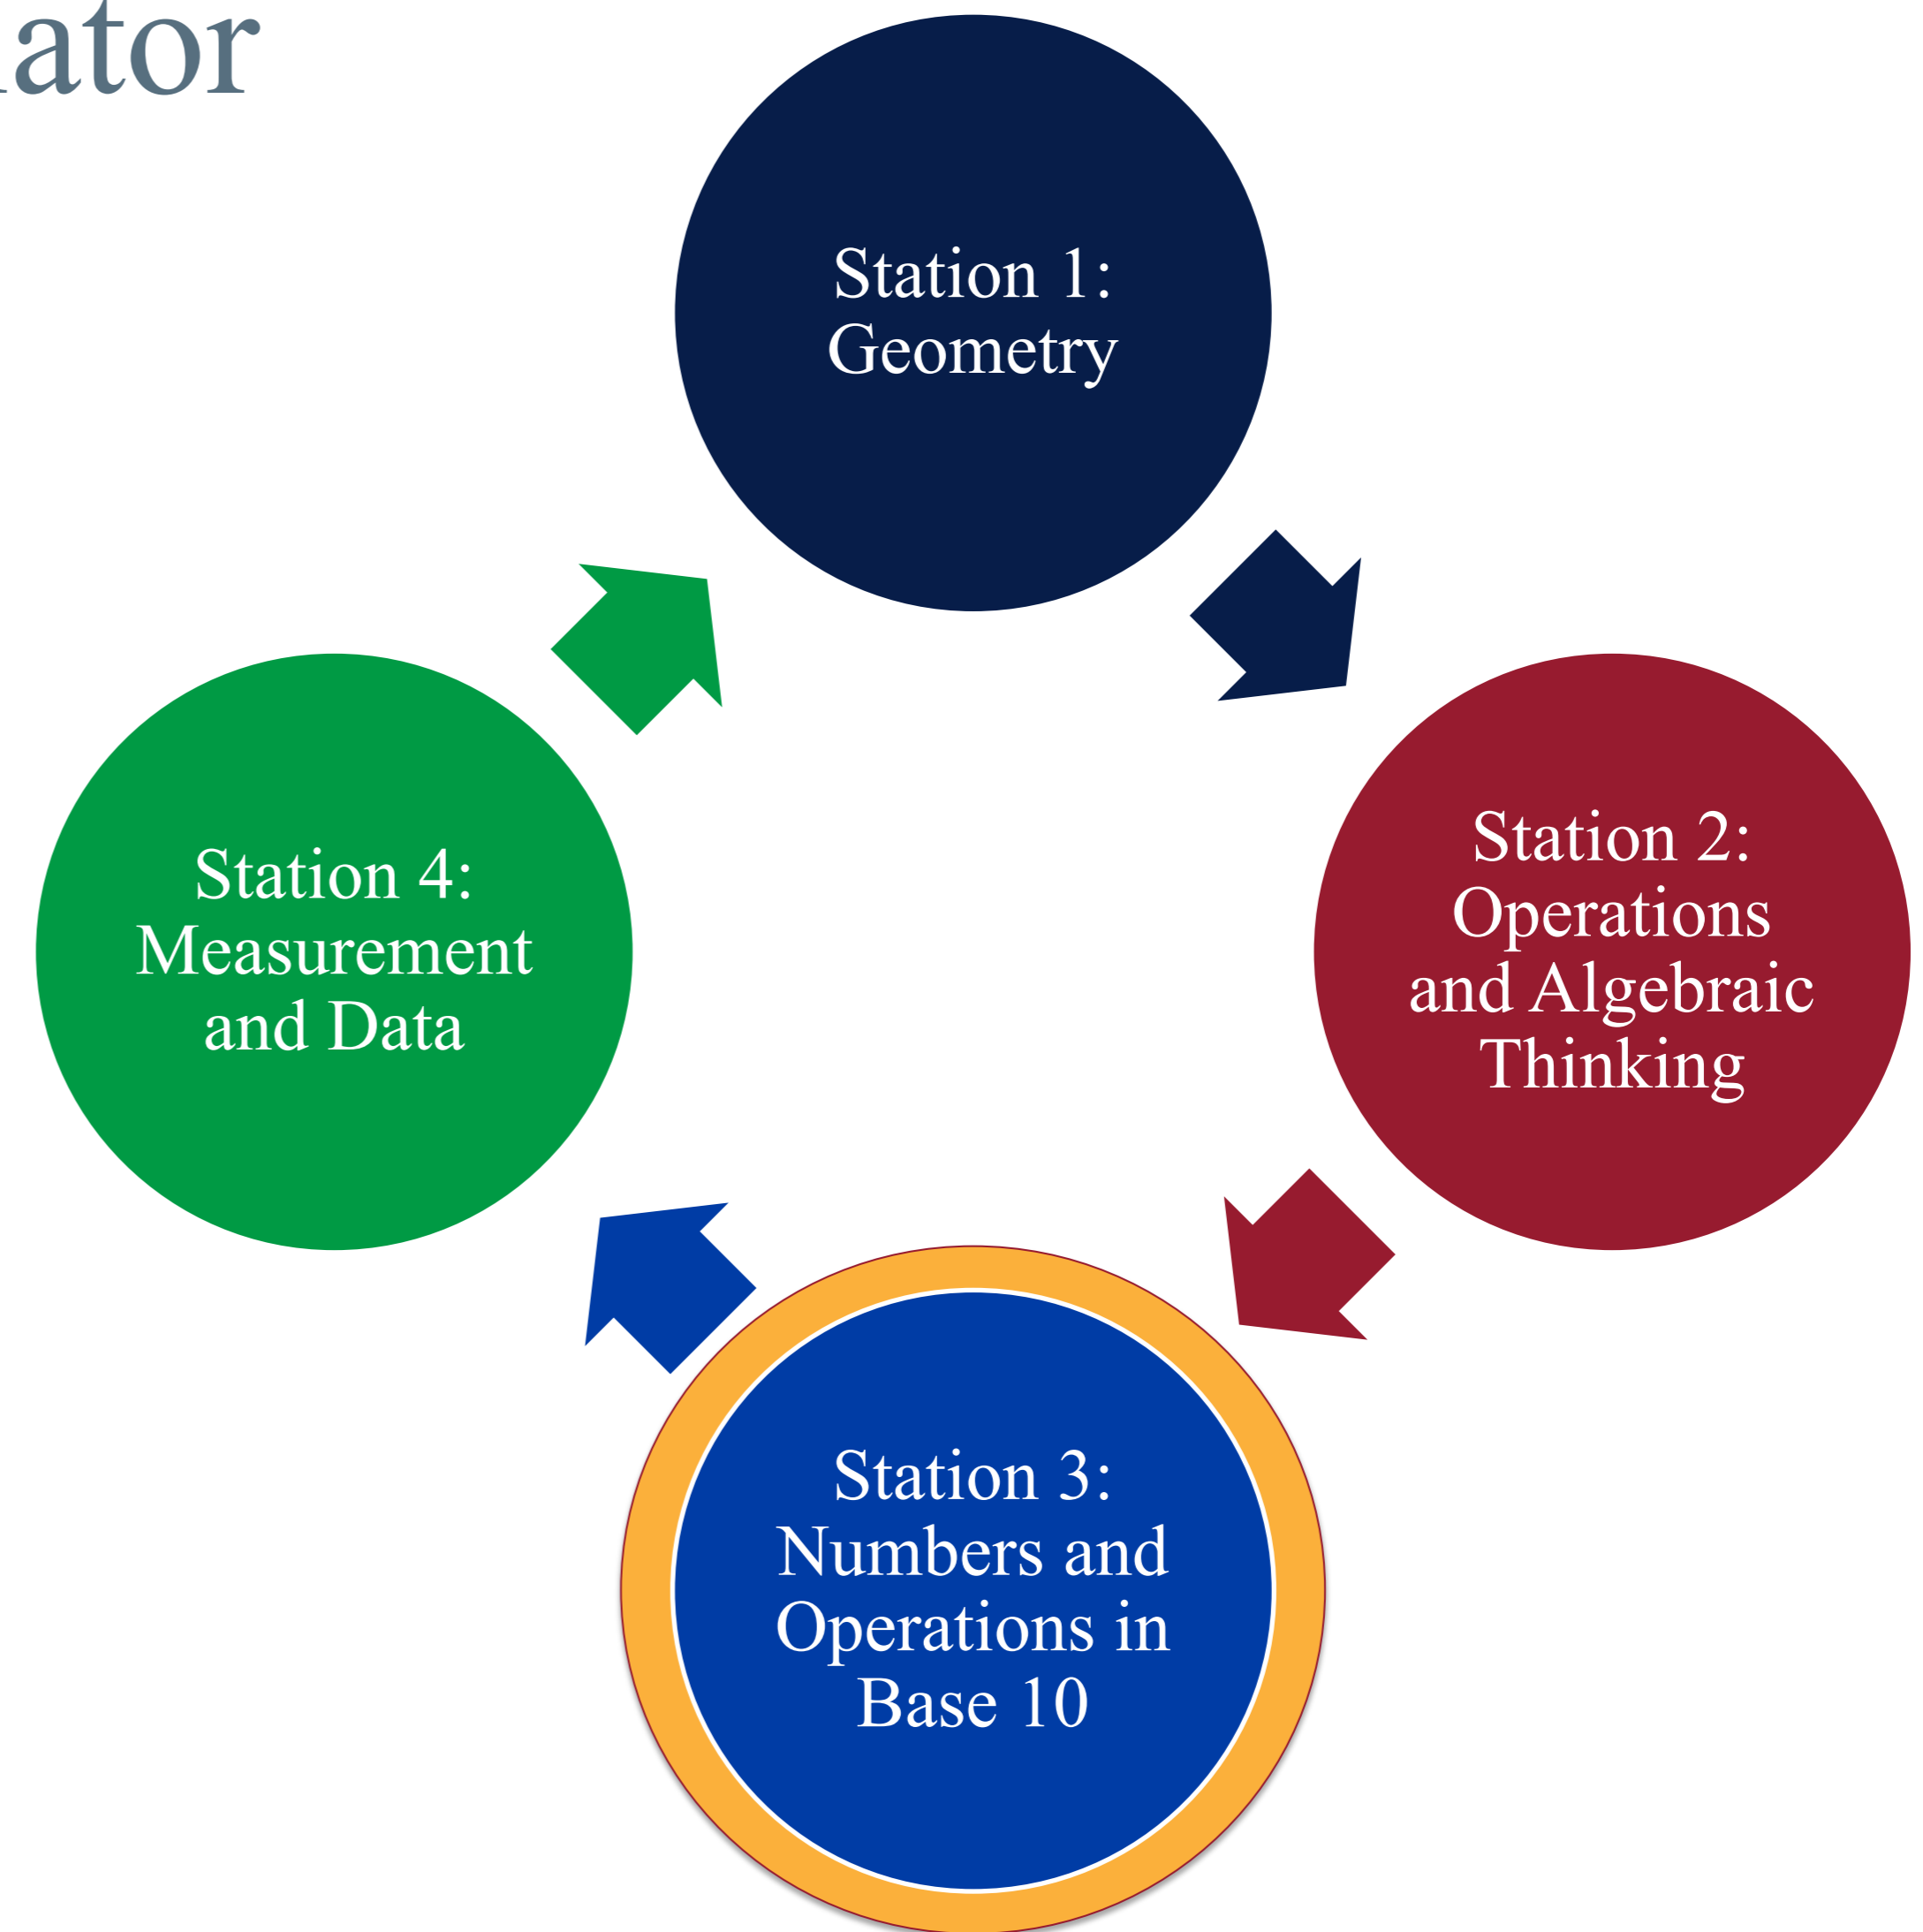 Station 1:
Geometry
Station 2:
Operations
and Algebraic
Thinking
Station 3:
Numbers and
Operations in
Base 10
Station 4:
Measurement
and Data